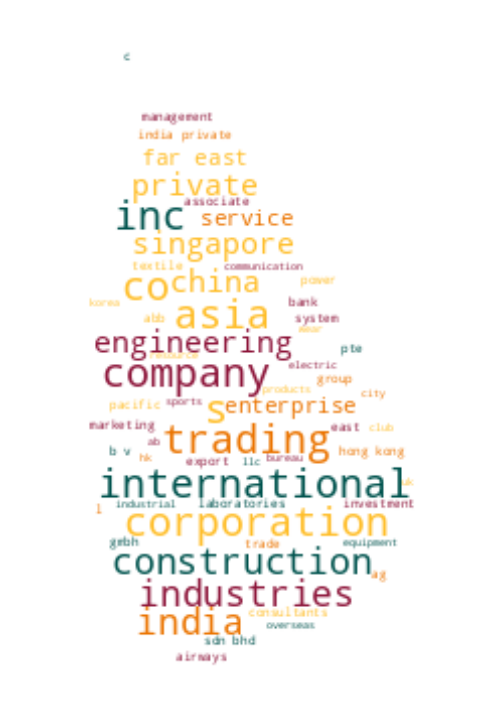 c
management
india private
far east
private
associate
inc service
singapore
textile communication
co china power
korea bank
abb asia system
wear
engineering pte
resource
company electric
group
products city
pacific sports s enterprise
marketing east club
ab trading
b v hk export llc bureau hong kong
international uk
l industrial laboratories investment
corporation
gmbh trade equipment
construction ag
industries
india consultants
overseas
sdn bhd
airways